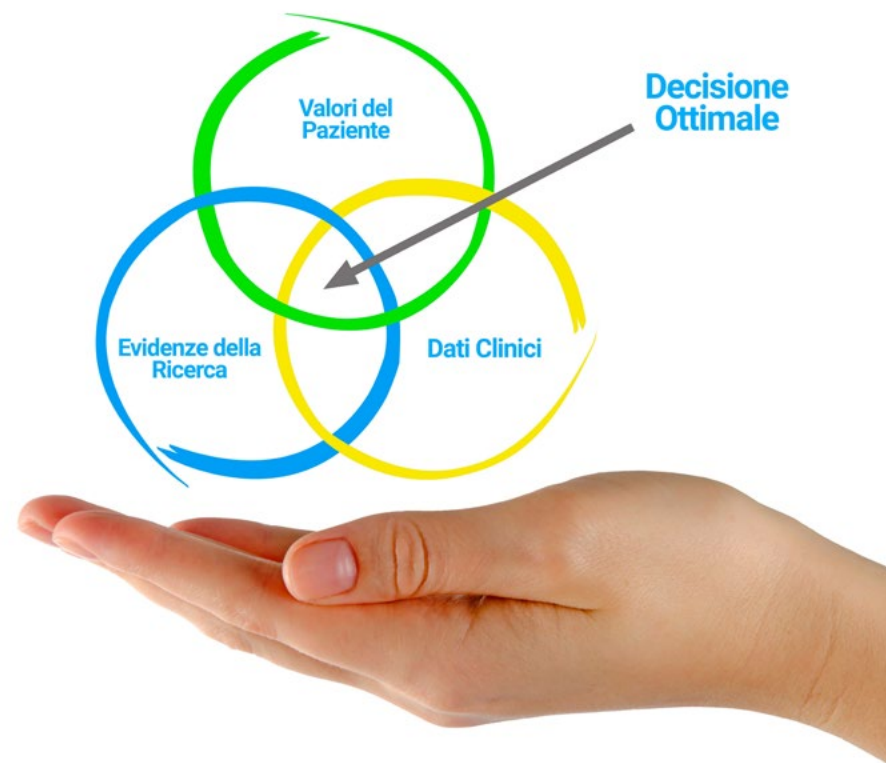 Valori del
Paziente
Decisione
Ottimale
Evidenze della
Ricerca
Dati Clinici